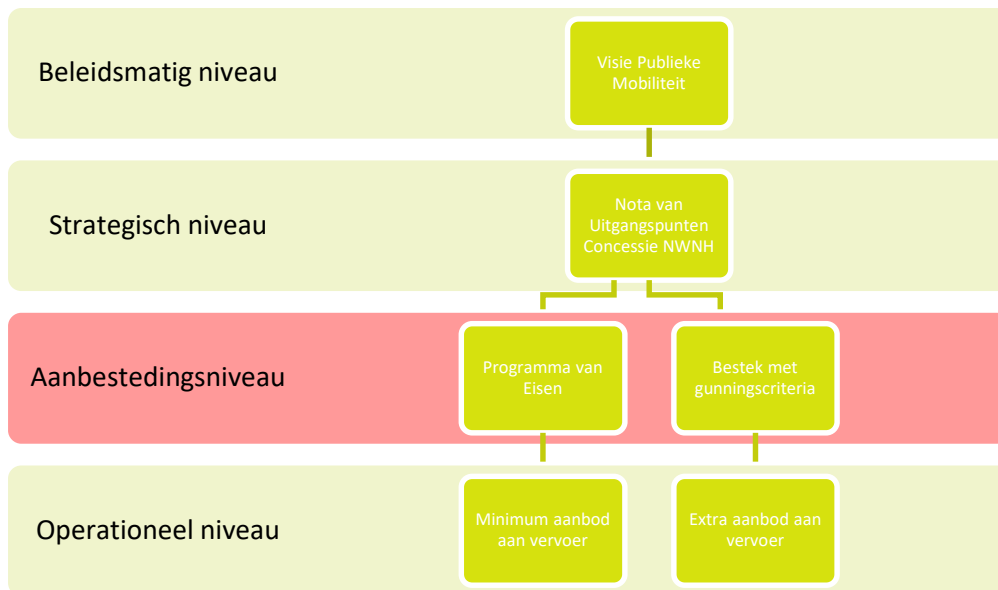 Beleidsmatig niveau
Visie Publieke
Mobiliteit
Strategisch niveau
Nota van
Uitgangspunten
Concessie NWNH
Aanbestedingsniveau
Programma van
Eisen
Bestek met
gunningscriteria
Operationeel niveau
Minimum aanbod
aan vervoer
Extra aanbod aan
vervoer